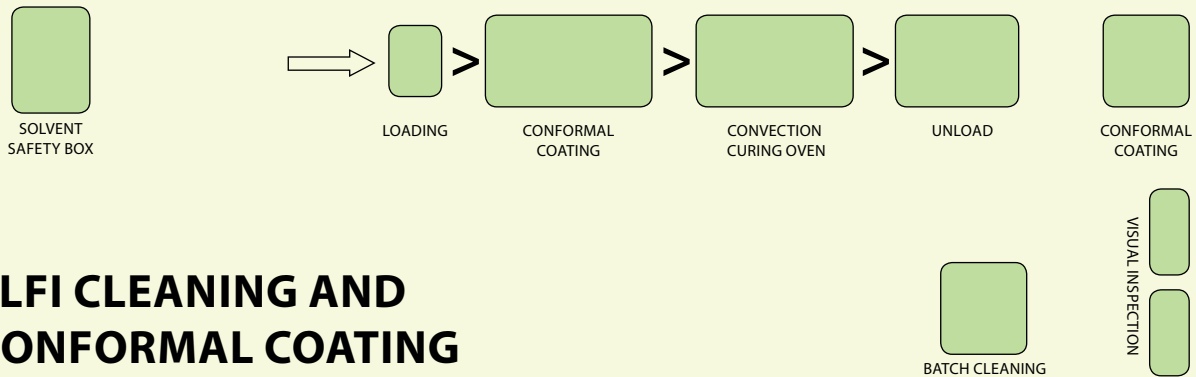 SOLVENT
SAFETY BOX
>
>
>
LOADING
CONFORMAL
COATING
CONVECTION
CURING OVEN
UNLOAD
CONFORMAL
COATING
VISUAL INSPECTION
LFI CLEANING AND
ONFORMAL COATING
BATCH CLEANING